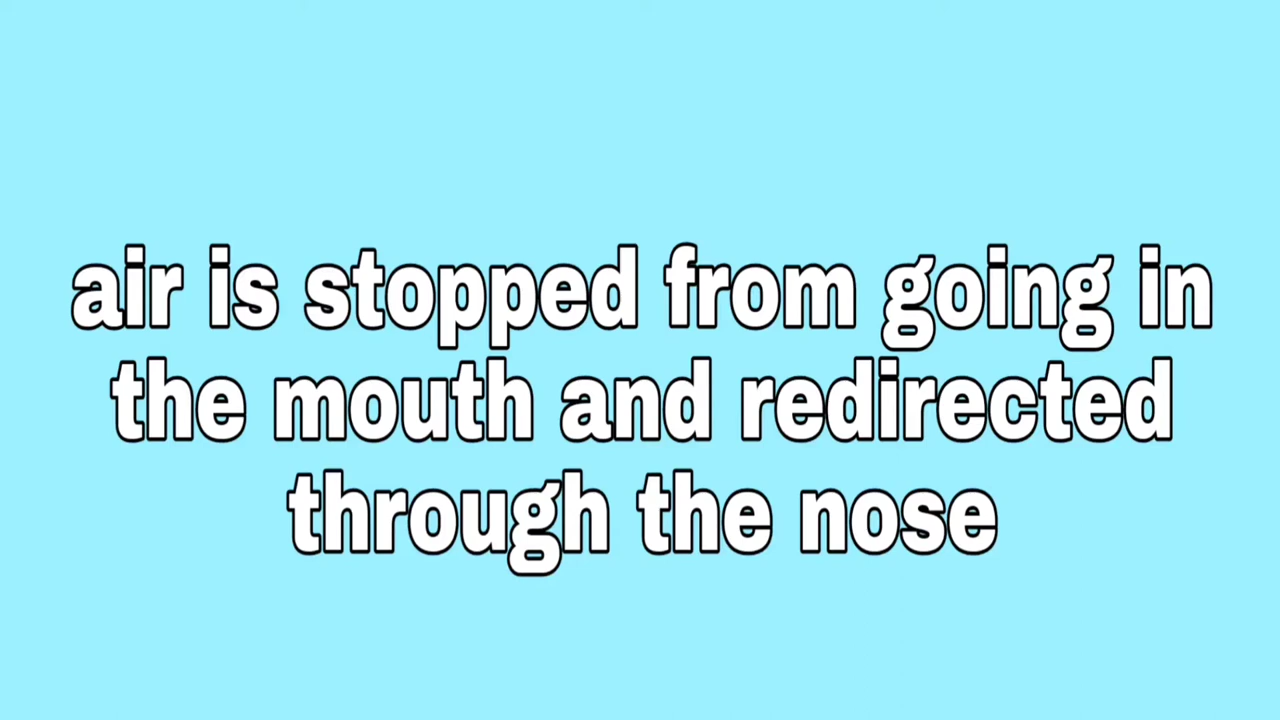 air is stopped from going in
the mouth and redirected
through the nose